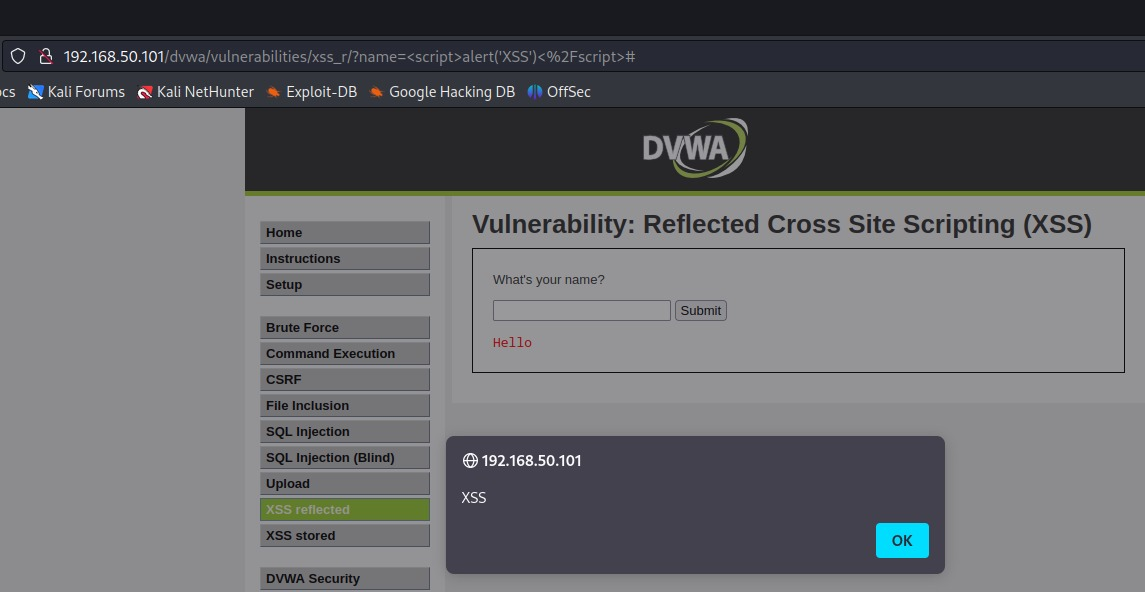 192.168.50.101/dvwa/vulnerabilities/xss_r/?name=<script>alert('XSS')<%2Fscript>#
ocs Kali Forums Kali NetHunter Exploit-DB Google Hacking DB OffSec
DVWA
Home
Instructions
Setup
Brute Force
Command Execution
CSRF
File Inclusion
SQL Injection
SQL Injection (Blind)
Upload
XSS reflected
XSS stored
DVWA Security
Vulnerability: Reflected Cross Site Scripting (XSS)
What's your name?
Submit
Hello
192.168.50.101
XSS
OK